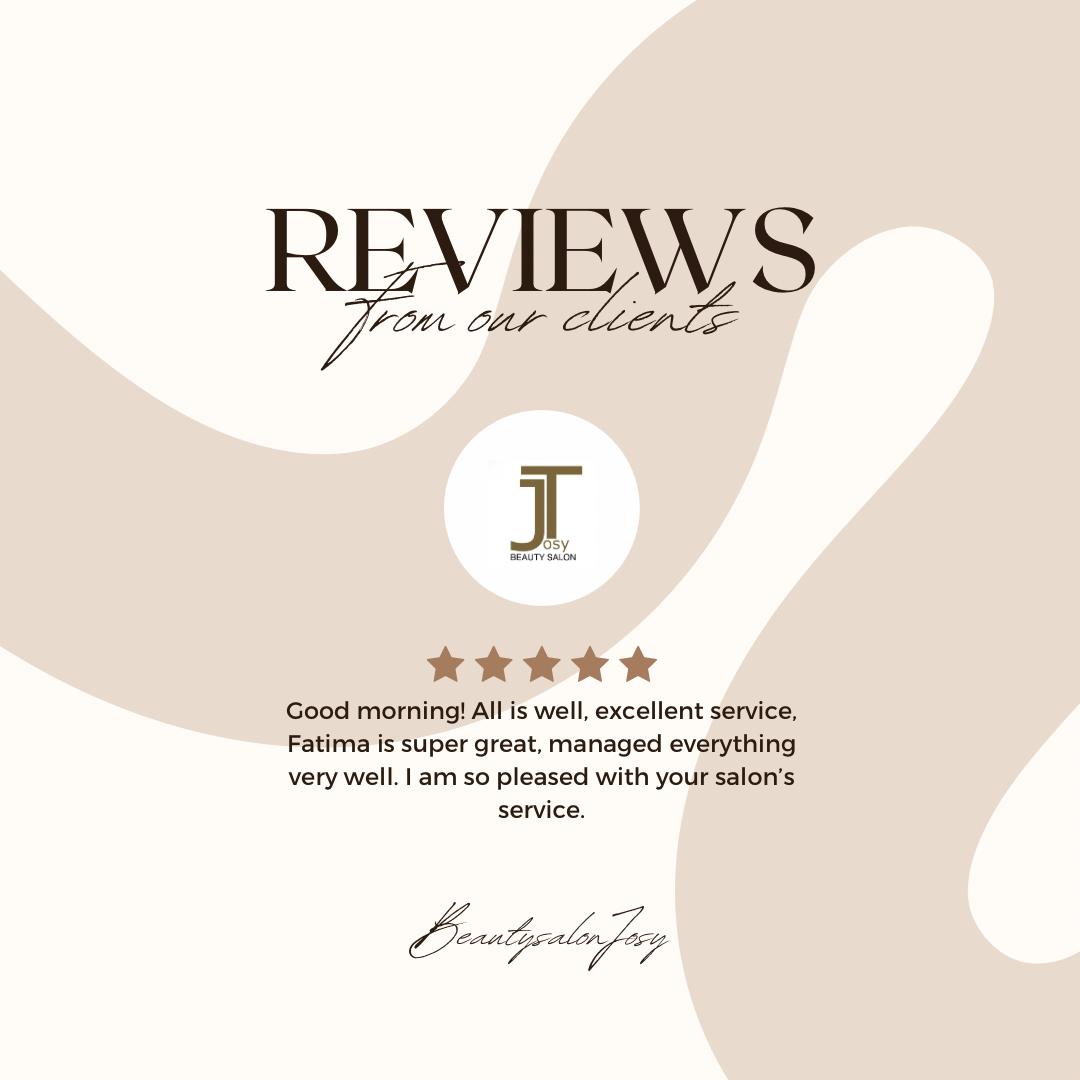 REVIEWS
From our clients
JT
osy
BEAUTY SALON
Good morning! All is well, excellent service,
Fatima is super great, managed everything
very well. I am so pleased with your salon’s
service.
BeautysalonJosy